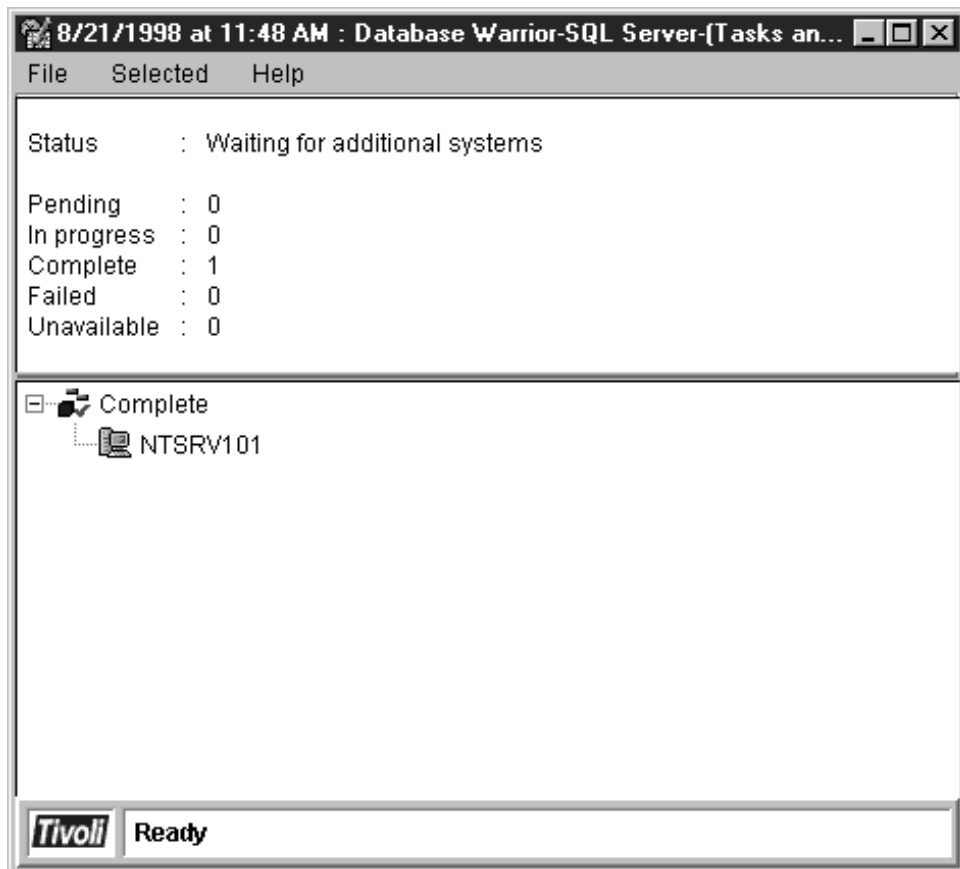 8/21/1998 at 11:48 AM : Database Warrior-SQL Server-(Tasks an...
File Selected Help
Status : Waiting for additional systems
Pending : 0
In progress : 0
Complete : 1
Failed : 0
Unavailable : 0
Complete
NTSRV101
Tivoli Ready